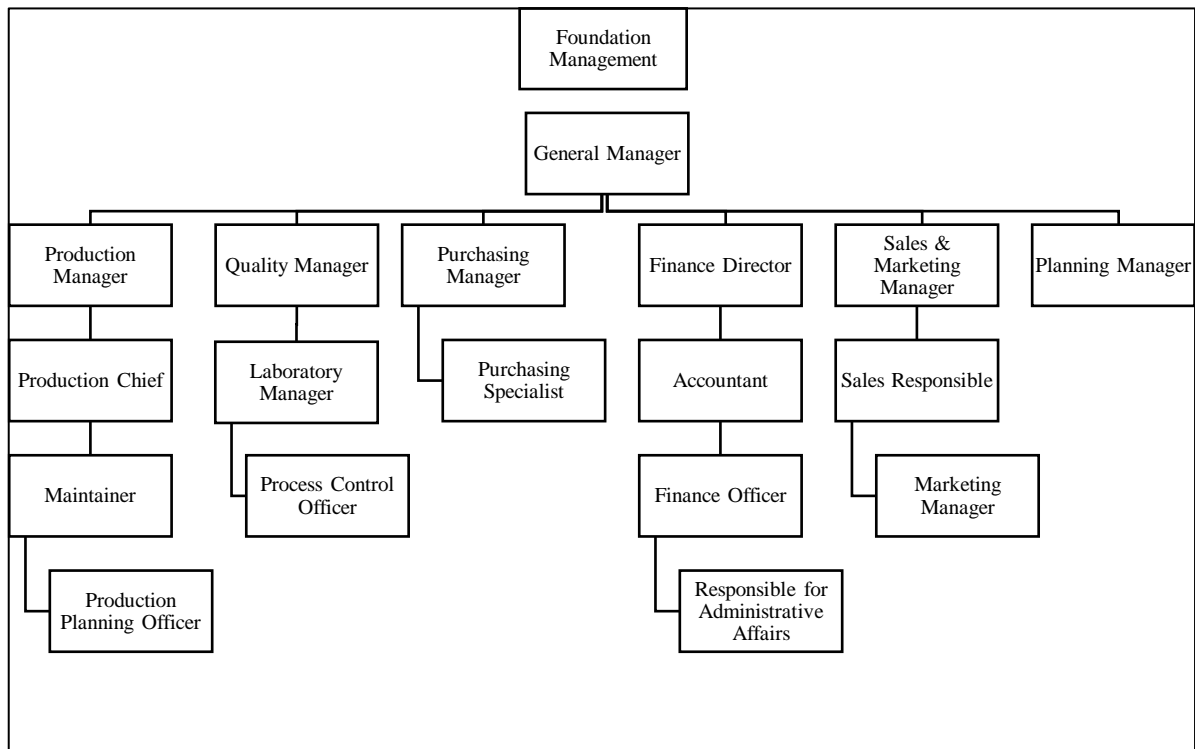 Foundation
Management
General Manager
Production
Manager
Quality Manager
Purchasing
Manager
Finance Director
Sales &
Marketing
Manager
Planning Manager
Production Chief
Laboratory
Manager
Purchasing
Specialist
Accountant
Sales Responsible
Maintainer
Process Control
Officer
Finance Officer
Marketing
Manager
Production
Planning Officer
Responsible for
Administrative
Affairs